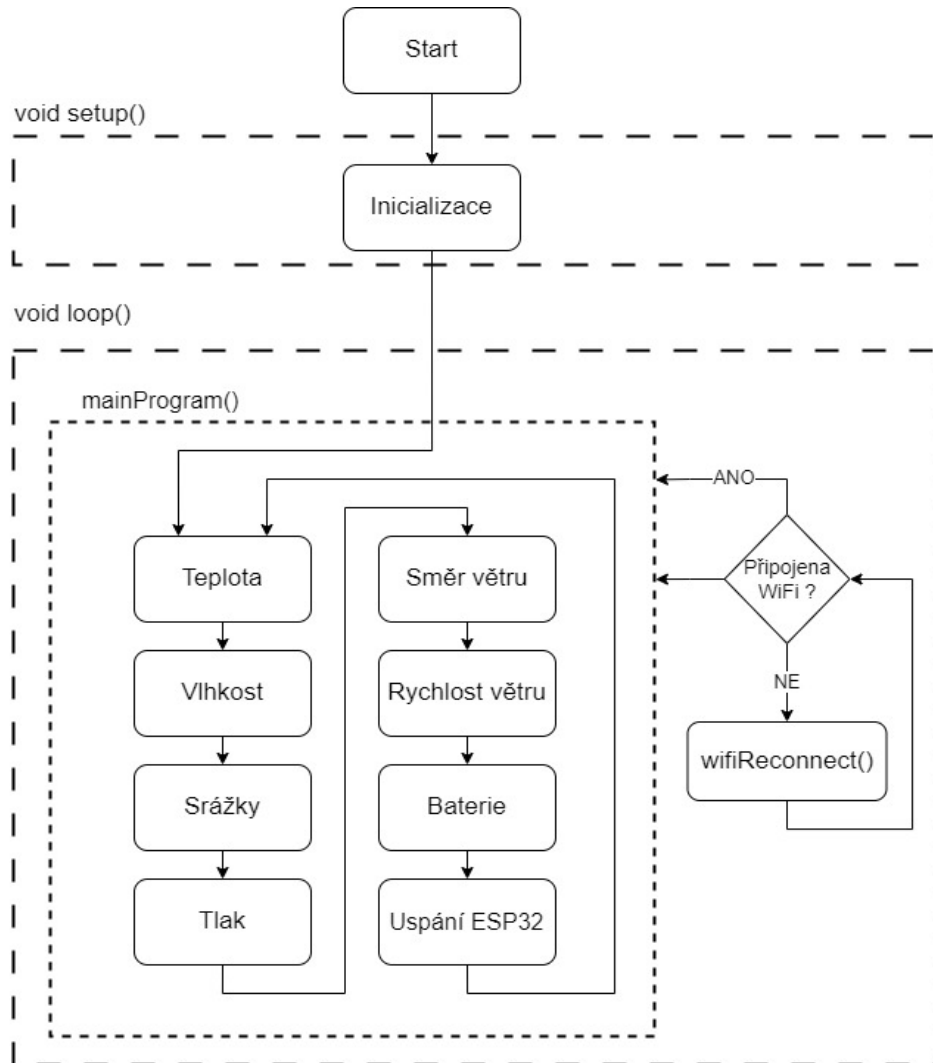 Start
void setup()
Inicializace
void loop()
mainProgram()
Teplota
Vlhkost
Srážky
Tlak
Směr větru
Rychlost větru
Baterie
Uspání ESP32
ANO
Připojena
WiFi ?
NE
wifiReconnect()